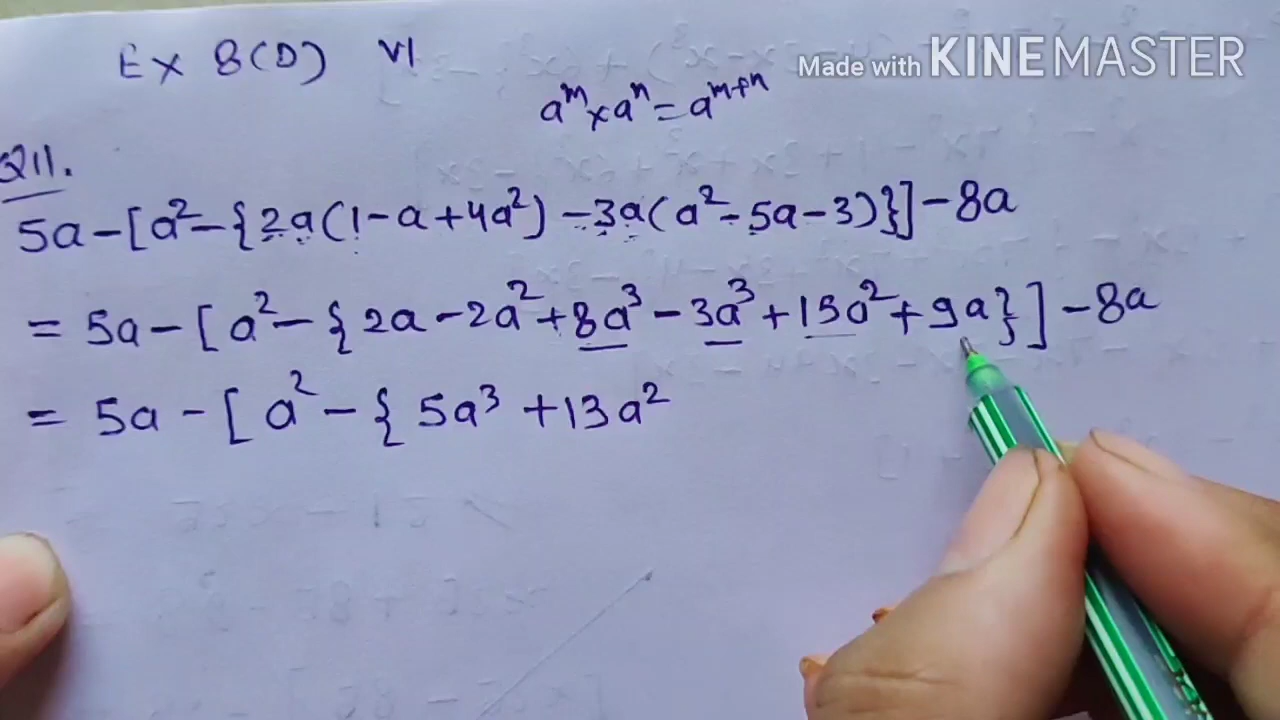 Ex 8(D) VI
Made with KINEMASTER
a^m × a^n = a^{m+n}
Q11.
5a - [a² - {2a(1 - a + 4a²) - 3a(a² - 5a - 3)}] - 8a
= 5a - [a² - {2a - 2a² + 8a³ - 3a³ + 15a² + 9a}] - 8a
= 5a - [a² - {5a³ + 13a²